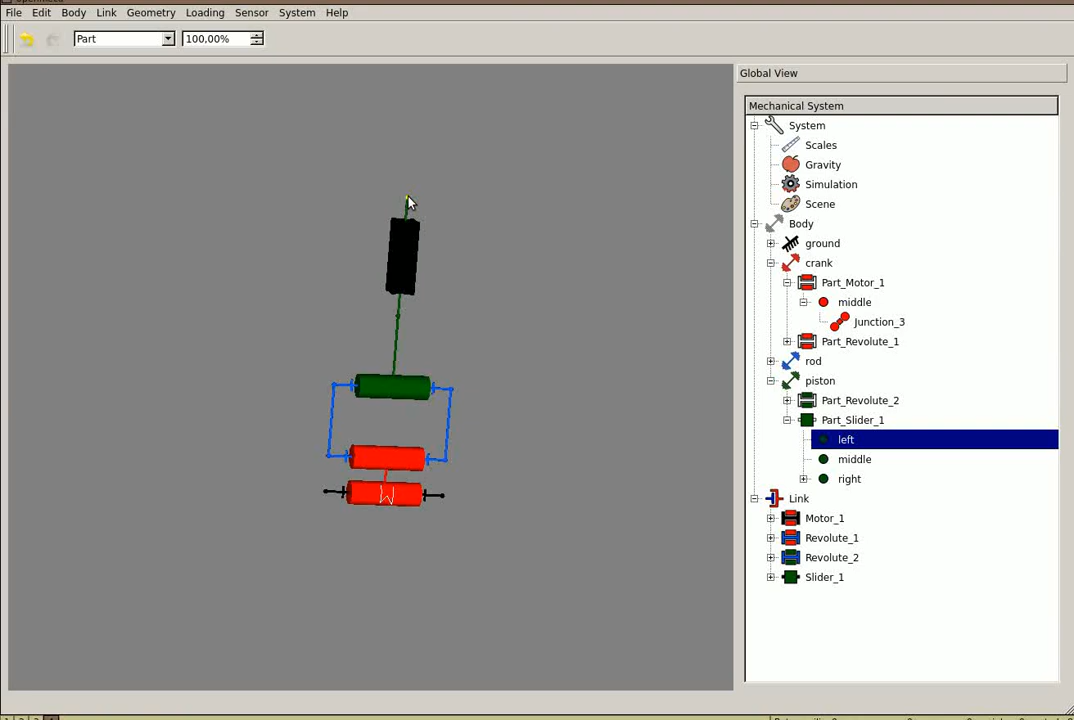 File Edit Body Link Geometry Loading Sensor System Help
Part 100,00%
Global View
Mechanical System
System
Scales
Gravity
Simulation
Scene
Body
ground
crank
Part_Motor_1
middle
Junction_3
Part_Revolute_1
rod
piston
Part_Revolute_2
Part_Slider_1
left
middle
right
Link
Motor_1
Revolute_1
Revolute_2
Slider_1